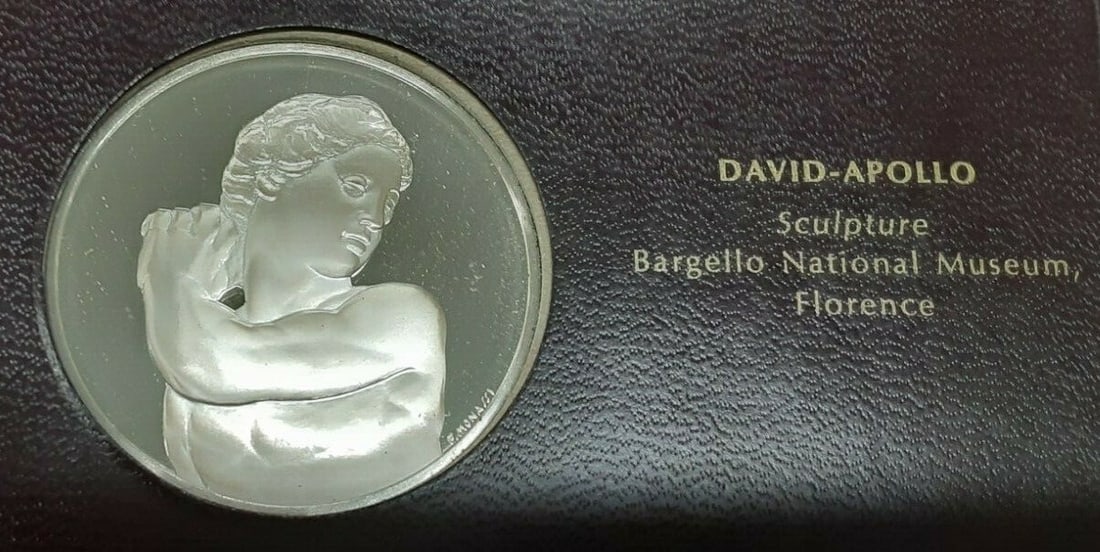 DAVID-APOLLO
Sculpture
Bargello National Museum,
Florence